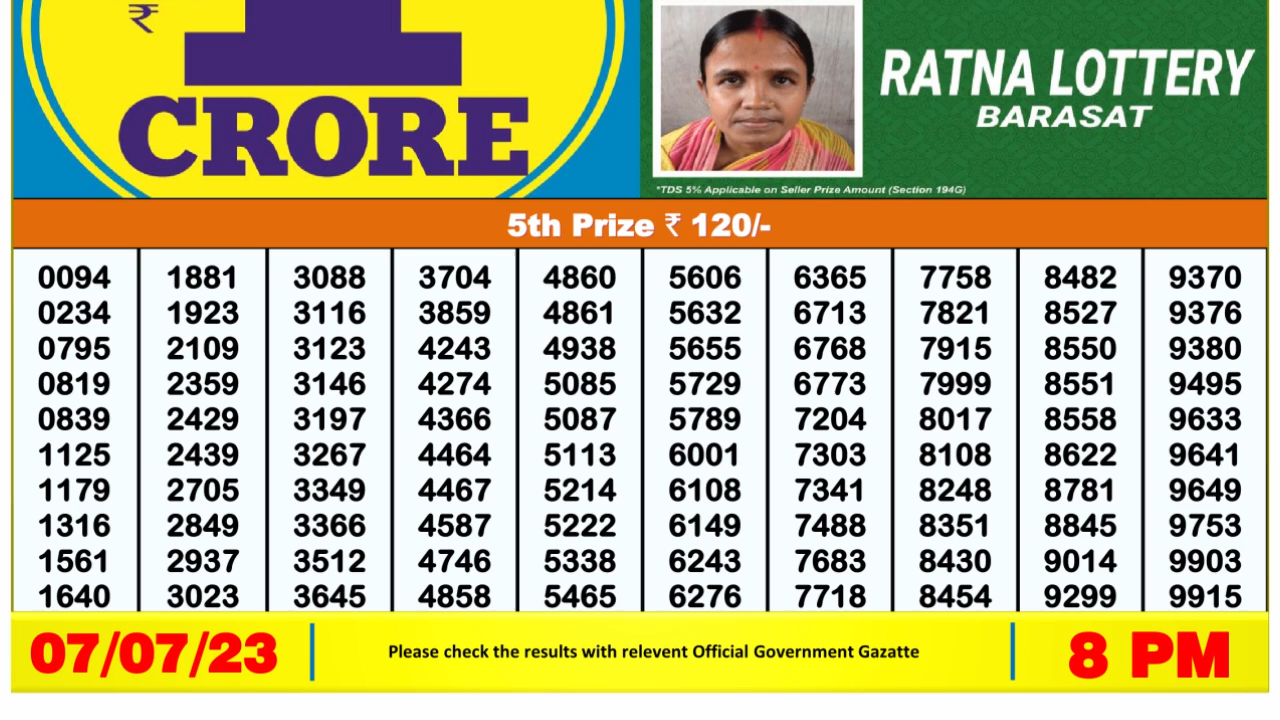 ₹
1
CRORE
RATNA LOTTERY
BARASAT
*TDS 5% Applicable on Seller Prize Amount (Section 194G)
5th Prize ₹ 120/-
0094 1881 3088 3704 4860 5606 6365 7758 8482 9370
0234 1923 3116 3859 4861 5632 6713 7821 8527 9376
0795 2109 3123 4243 4938 5655 6768 7915 8550 9380
0819 2359 3146 4274 5085 5729 6773 7999 8551 9495
0839 2429 3197 4366 5087 5789 7204 8017 8558 9633
1125 2439 3267 4464 5113 6001 7303 8108 8622 9641
1179 2705 3349 4467 5214 6108 7341 8248 8781 9649
1316 2849 3366 4587 5222 6149 7488 8351 8845 9753
1561 2937 3512 4746 5338 6243 7683 8430 9014 9903
1640 3023 3645 4858 5465 6276 7718 8454 9299 9915
07/07/23
Please check the results with relevent Official Government Gazatte
8 PM